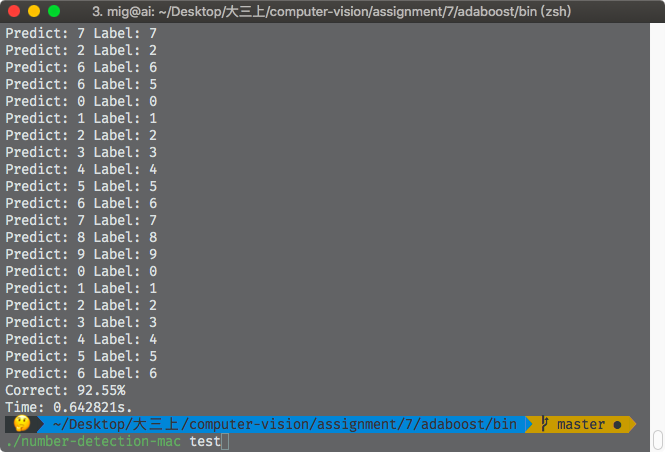 3. mig@ai: ~/Desktop/大三上/computer-vision/assignment/7/adaboost/bin (zsh)
Predict: 7 Label: 7
Predict: 2 Label: 2
Predict: 6 Label: 6
Predict: 6 Label: 5
Predict: 0 Label: 0
Predict: 1 Label: 1
Predict: 2 Label: 2
Predict: 3 Label: 3
Predict: 4 Label: 4
Predict: 5 Label: 5
Predict: 6 Label: 6
Predict: 7 Label: 7
Predict: 8 Label: 8
Predict: 9 Label: 9
Predict: 0 Label: 0
Predict: 1 Label: 1
Predict: 2 Label: 2
Predict: 3 Label: 3
Predict: 4 Label: 4
Predict: 5 Label: 5
Predict: 6 Label: 6
Correct: 92.55%
Time: 0.642821s.
🤔 ~/Desktop/大三上/computer-vision/assignment/7/adaboost/bin master ●
./number-detection-mac test